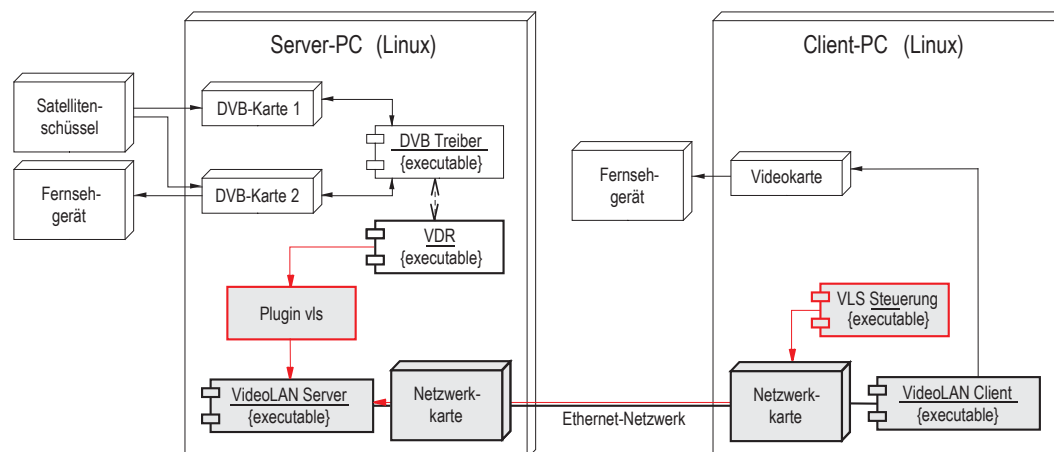 Server-PC (Linux)
Client-PC (Linux)
Satelliten-
schüssel
DVB-Karte 1
DVB Treiber
{executable}
Fernseh-
gerät
DVB-Karte 2
Fernseh-
gerät
Videokarte
VDR
{executable}
Plugin vls
VLS Steuerung
{executable}
VideoLAN Server
{executable}
Netzwerk-
karte
Ethernet-Netzwerk
Netzwerk-
karte
VideoLAN Client
{executable}